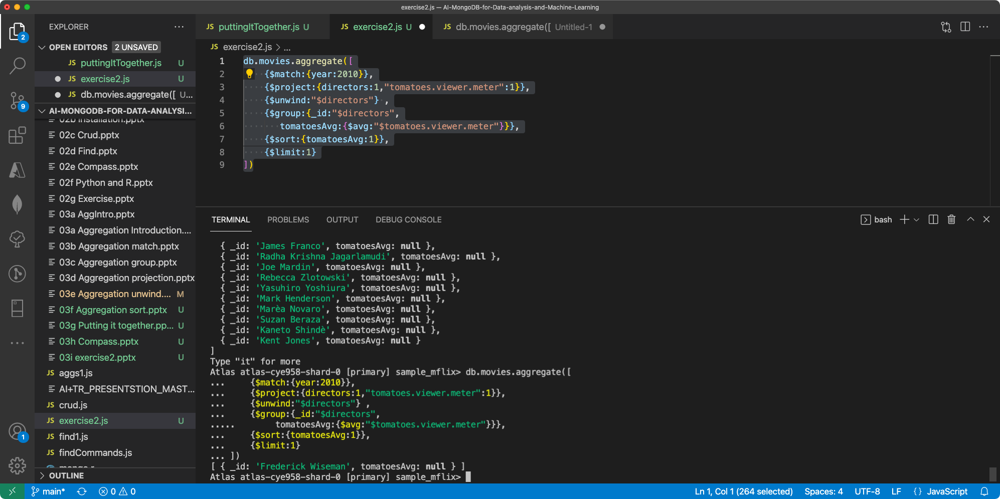 exercise2.js — AI-MongoDB-for-Data-analysis-and-Machine-Learning
2
9
1
EXPLORER
OPEN EDITORS 2 UNSAVED
JS puttingItTogether.js U
JS exercise2.js U
JS db.movies.aggregate([ U...
AI-MONGODB-FOR-DATA-ANALYSI...
02b Installation.pptx
02c Crud.pptx
02d Find.pptx
02e Compass.pptx
02f Python and R.pptx
02g Exercise.pptx
03a AggIntro.pptx
03a Aggregation Introduction....
03b Aggregation match.pptx
03c Aggregation group.pptx
03d Aggregation projection.pptx
03e Aggregation unwind.... M
03f Aggregation sort.pptx U
03g Putting it together.pp... U
03h Compass.pptx U
03i exercise2.pptx U
JS aggs1.js
AI+TR_PRESENTSTION_MAST...
JS crud.js
JS exercise2.js U
JS find1.js
JS findCommands.js
mongo.r
OUTLINE
JS puttingItTogether.js U
JS exercise2.js U
JS db.movies.aggregate([ Untitled-1
JS exercise2.js > ...
1 db.movies.aggregate([
2 {$match:{year:2010}},
3 {$project:{directors:1,"tomatoes.viewer.meter":1}},
4 {$unwind:"$directors"} ,
5 {$group:{_id:"$directors",
6 tomatoesAvg:{$avg:"$tomatoes.viewer.meter"}}},
7 {$sort:{tomatoesAvg:1}},
8 {$limit:1}
9 ])
TERMINAL PROBLEMS OUTPUT DEBUG CONSOLE
bash
{ _id: 'James Franco', tomatoesAvg: null },
{ _id: 'Radha Krishna Jagarlamudi', tomatoesAvg: null },
{ _id: 'Joe Mardin', tomatoesAvg: null },
{ _id: 'Rebecca Zlotowski', tomatoesAvg: null },
{ _id: 'Yasuhiro Yoshiura', tomatoesAvg: null },
{ _id: 'Mark Henderson', tomatoesAvg: null },
{ _id: 'Marèa Novaro', tomatoesAvg: null },
{ _id: 'Suzan Beraza', tomatoesAvg: null },
{ _id: 'Kaneto Shindè', tomatoesAvg: null },
{ _id: 'Kent Jones', tomatoesAvg: null }
]
Type "it" for more
Atlas atlas-cye958-shard-0 [primary] sample_mflix> db.movies.aggregate([
... {$match:{year:2010}},
... {$project:{directors:1,"tomatoes.viewer.meter":1}},
... {$unwind:"$directors"} ,
... {$group:{_id:"$directors",
..... tomatoesAvg:{$avg:"$tomatoes.viewer.meter"}}},
... {$sort:{tomatoesAvg:1}},
... {$limit:1}
... ])
[ { _id: 'Frederick Wiseman', tomatoesAvg: null } ]
Atlas atlas-cye958-shard-0 [primary] sample_mflix>
main* 0 0
Ln 1, Col 1 (264 selected) Spaces: 4 UTF-8 LF {} JavaScript